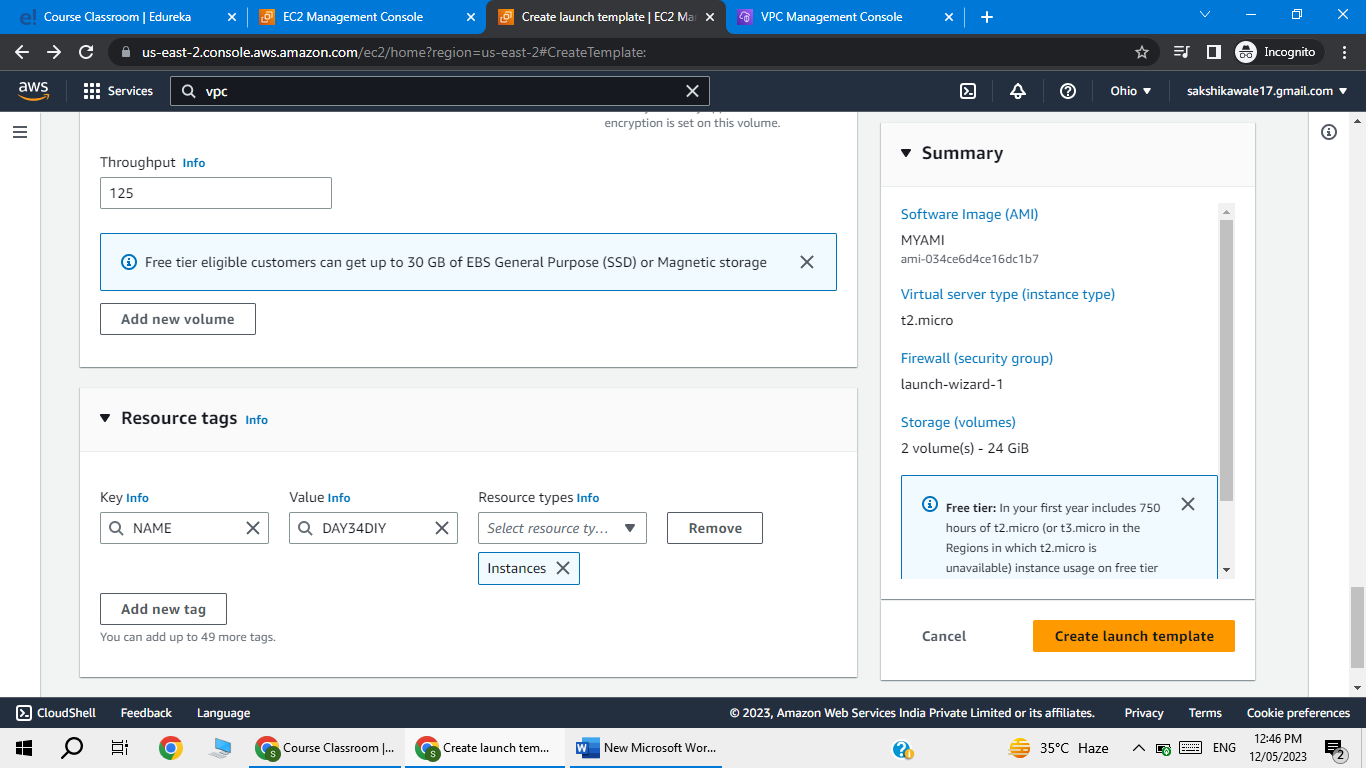 Course Classroom | Edureka
EC2 Management Console
Create launch template | EC2 Ma
VPC Management Console
us-east-2.console.aws.amazon.com/ec2/home?region=us-east-2#CreateTemplate:
Incognito
aws
Services
vpc
Ohio
sakshikawale17.gmail.com
encryption is set on this volume.
Throughput Info
125
Free tier eligible customers can get up to 30 GB of EBS General Purpose (SSD) or Magnetic storage
Add new volume
Resource tags Info
Key Info
Value Info
Resource types Info
NAME
DAY34DIY
Select resource ty...
Remove
Instances
Add new tag
You can add up to 49 more tags.
Summary
Software Image (AMI)
MYAMI
ami-034ce6d4ce16dc1b7
Virtual server type (instance type)
t2.micro
Firewall (security group)
launch-wizard-1
Storage (volumes)
2 volume(s) - 24 GiB
Free tier: In your first year includes 750
hours of t2.micro (or t3.micro in the
Regions in which t2.micro is
unavailable) instance usage on free tier
Cancel
Create launch template
CloudShell
Feedback
Language
© 2023, Amazon Web Services India Private Limited or its affiliates.
Privacy
Terms
Cookie preferences
Course Classroom |...
Create launch tem...
New Microsoft Wor...
35°C Haze
ENG
12:46 PM
12/05/2023
2